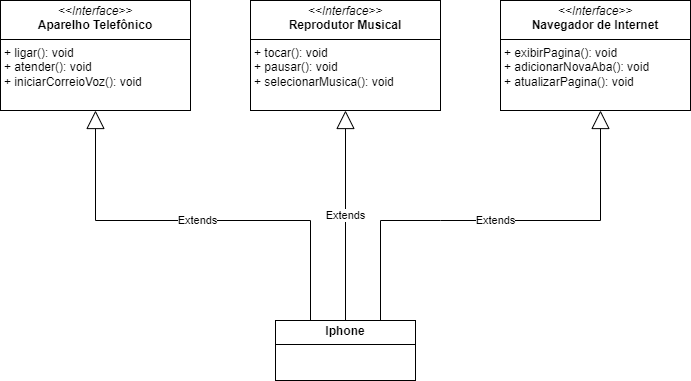 <<Interface>>
Aparelho Telefônico
+ ligar(): void
+ atender(): void
+ iniciarCorreioVoz(): void
<<Interface>>
Reprodutor Musical
+ tocar(): void
+ pausar(): void
+ selecionarMusica(): void
<<Interface>>
Navegador de Internet
+ exibirPagina(): void
+ adicionarNovaAba(): void
+ atualizarPagina(): void
Extends
Extends
Extends
Iphone